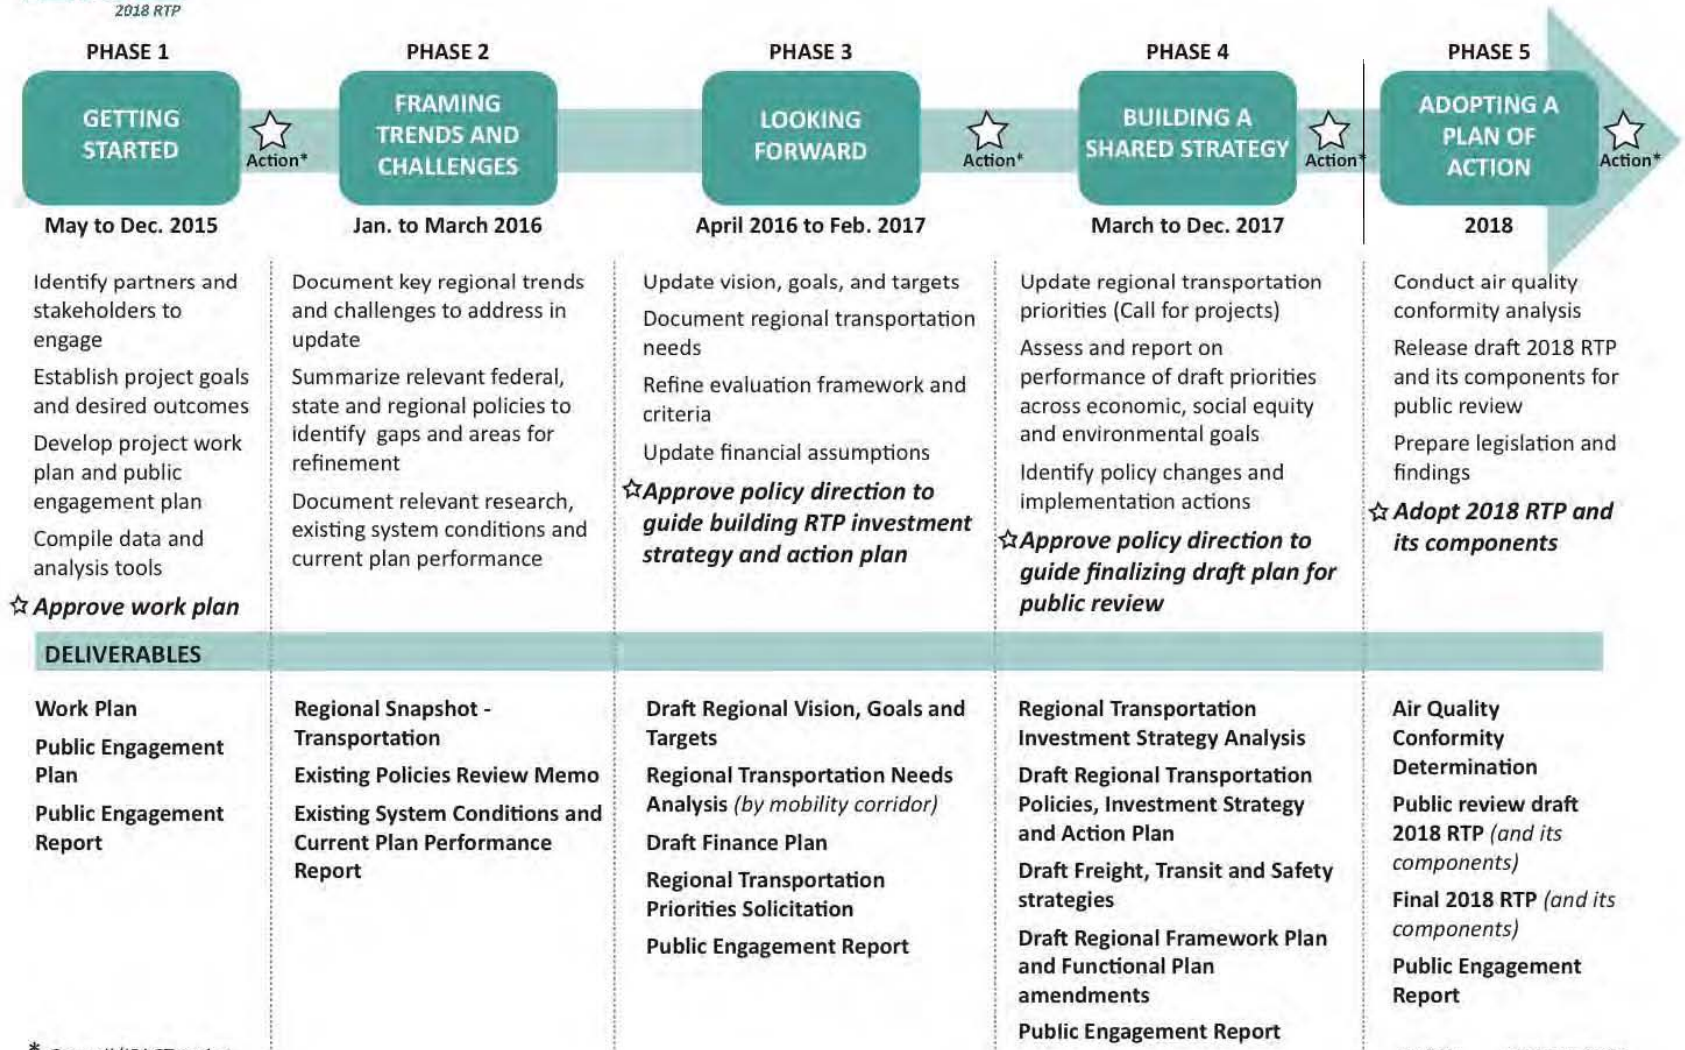 2018 RTP
PHASE 1
PHASE 2
PHASE 3
PHASE 4
PHASE 5
GETTING
STARTED
FRAMING
TRENDS AND
CHALLENGES
LOOKING
FORWARD
BUILDING A
SHARED STRATEGY
ADOPTING A
PLAN OF
ACTION
Action*
Action*
Action*
Action*
May to Dec. 2015
Jan. to March 2016
April 2016 to Feb. 2017
March to Dec. 2017
2018
Identify partners and
stakeholders to
engage
Establish project goals
and desired outcomes
Develop project work
plan and public
engagement plan
Compile data and
analysis tools
Approve work plan
Document key regional trends
and challenges to address in
update
Summarize relevant federal,
state and regional policies to
identify gaps and areas for
refinement
Document relevant research,
existing system conditions and
current plan performance
Update vision, goals, and targets
Document regional transportation
needs
Refine evaluation framework and
criteria
Update financial assumptions
Approve policy direction to
guide building RTP investment
strategy and action plan
Update regional transportation
priorities (Call for projects)
Assess and report on
performance of draft priorities
across economic, social equity
and environmental goals
Identify policy changes and
implementation actions
Approve policy direction to
guide finalizing draft plan for
public review
Conduct air quality
conformity analysis
Release draft 2018 RTP
and its components for
public review
Prepare legislation and
findings
Adopt 2018 RTP and
its components
DELIVERABLES
Work Plan
Public Engagement
Plan
Public Engagement
Report
Regional Snapshot -
Transportation
Existing Policies Review Memo
Existing System Conditions and
Current Plan Performance
Report
Draft Regional Vision, Goals and
Targets
Regional Transportation Needs
Analysis (by mobility corridor)
Draft Finance Plan
Regional Transportation
Priorities Solicitation
Public Engagement Report
Regional Transportation
Investment Strategy Analysis
Draft Regional Transportation
Policies, Investment Strategy
and Action Plan
Draft Freight, Transit and Safety
strategies
Draft Regional Framework Plan
and Functional Plan
amendments
Public Engagement Report
Air Quality
Conformity
Determination
Public review draft
2018 RTP (and its
components)
Final 2018 RTP (and its
components)
Public Engagement
Report
*